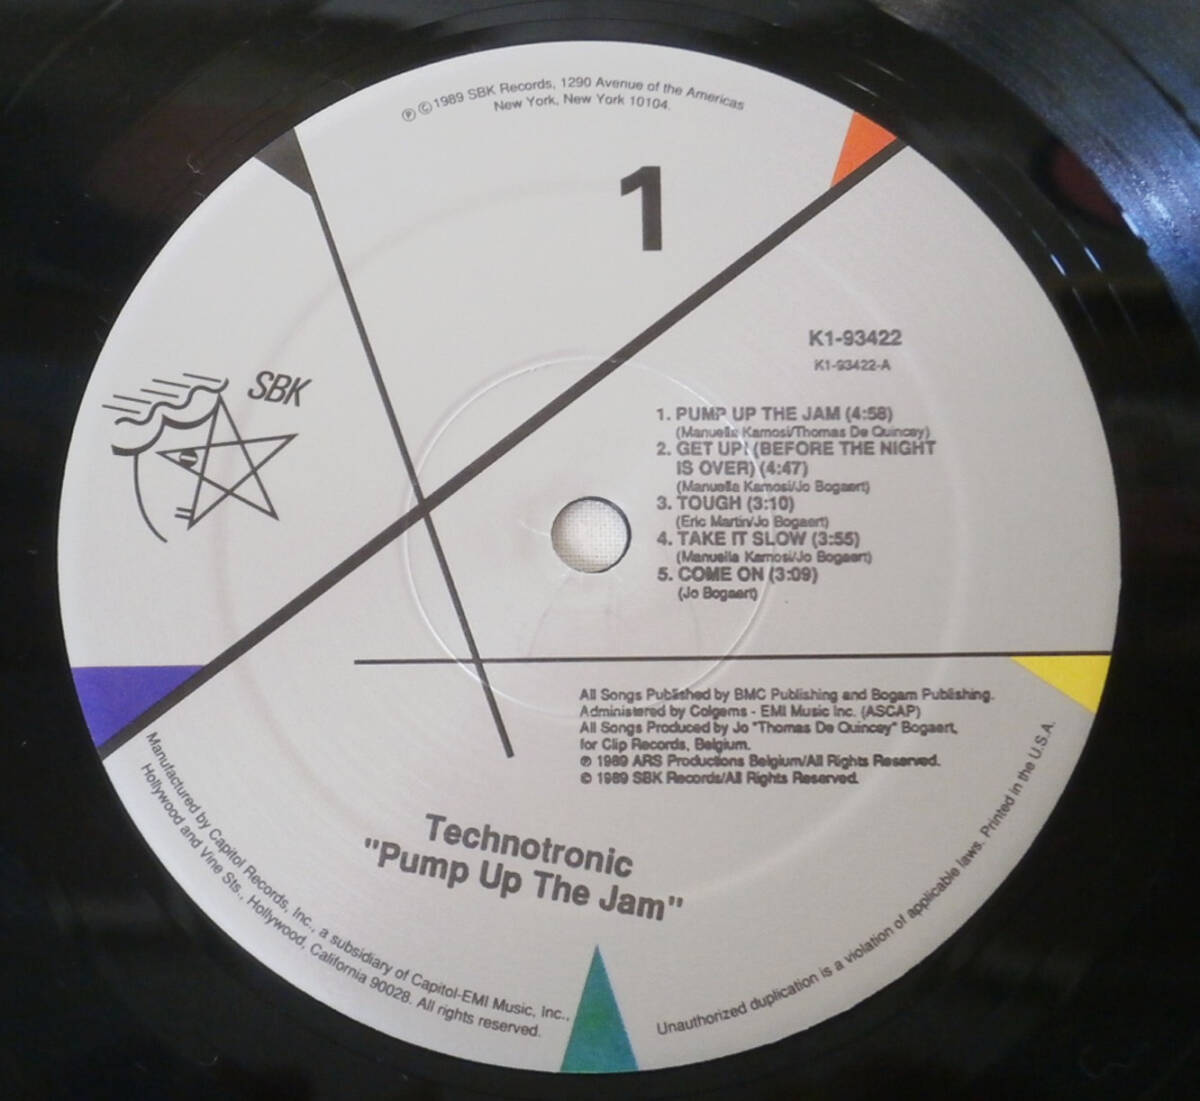 ℗ © 1989 SBK Records, 1290 Avenue of the Americas
New York, New York 10104.
1
K1-93422
K1-93422-A
SBK
1. PUMP UP THE JAM (4:58)
(Manuella Kamosi/Thomas De Quincey)
2. GET UP! (BEFORE THE NIGHT
IS OVER) (4:47)
(Manuella Kamosi/Jo Bogaert)
3. TOUGH (3:10)
(Eric Martin/Jo Bogaert)
4. TAKE IT SLOW (3:55)
(Manuella Kamosi/Jo Bogaert)
5. COME ON (3:09)
(Jo Bogaert)
All Songs Published by BMC Publishing and Bogam Publishing.
Administered by Colgems - EMI Music Inc. (ASCAP)
All Songs Produced by Jo "Thomas De Quincey" Bogaert,
for Clip Records, Belgium.
℗ 1989 ARS Productions Belgium/All Rights Reserved.
© 1989 SBK Records/All Rights Reserved.
Technotronic
"Pump Up The Jam"
Manufactured by Capitol Records, Inc., a subsidiary of Capitol-EMI Music, Inc.,
Hollywood and Vine Sts., Hollywood, California 90028. All rights reserved.
Unauthorized duplication is a violation of applicable laws. Printed in the U.S.A.